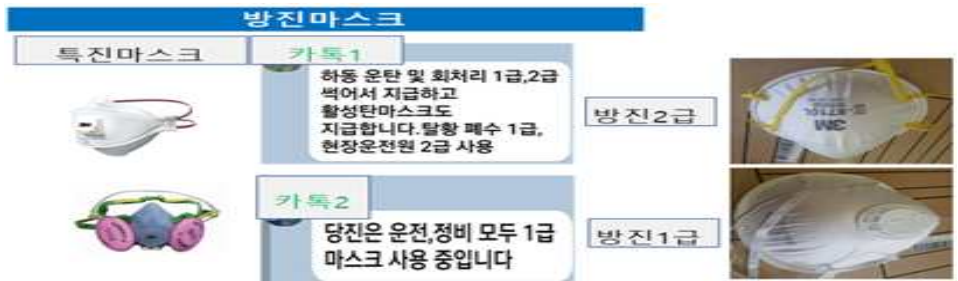 방진마스크
특진마스크
카톡1
하동 운탄 및 회처리 1급,2급
썩어서 지급하고
활성탄마스크도
지급합니다.탈황 폐수 1급,
현장운전원 2급 사용
방진2급
3M
카톡2
당진은 운전,정비 모두 1급
마스크 사용 중입니다
방진1급